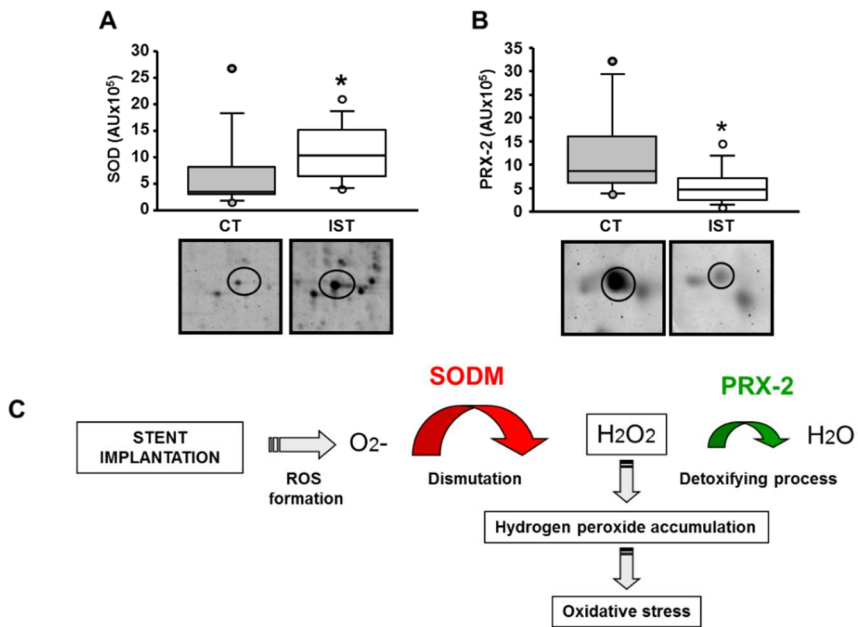 A
SOD (AUx10⁵)
30
25
20
15
10
5
0
*
CT
IST
B
PRX-2 (AUx10⁵)
35
30
25
20
15
10
5
0
*
CT
IST
C
STENT
IMPLANTATION
ROS
formation
O2-
SODM
Dismutation
H2O2
PRX-2
Detoxifying process
H2O
Hydrogen peroxide accumulation
Oxidative stress